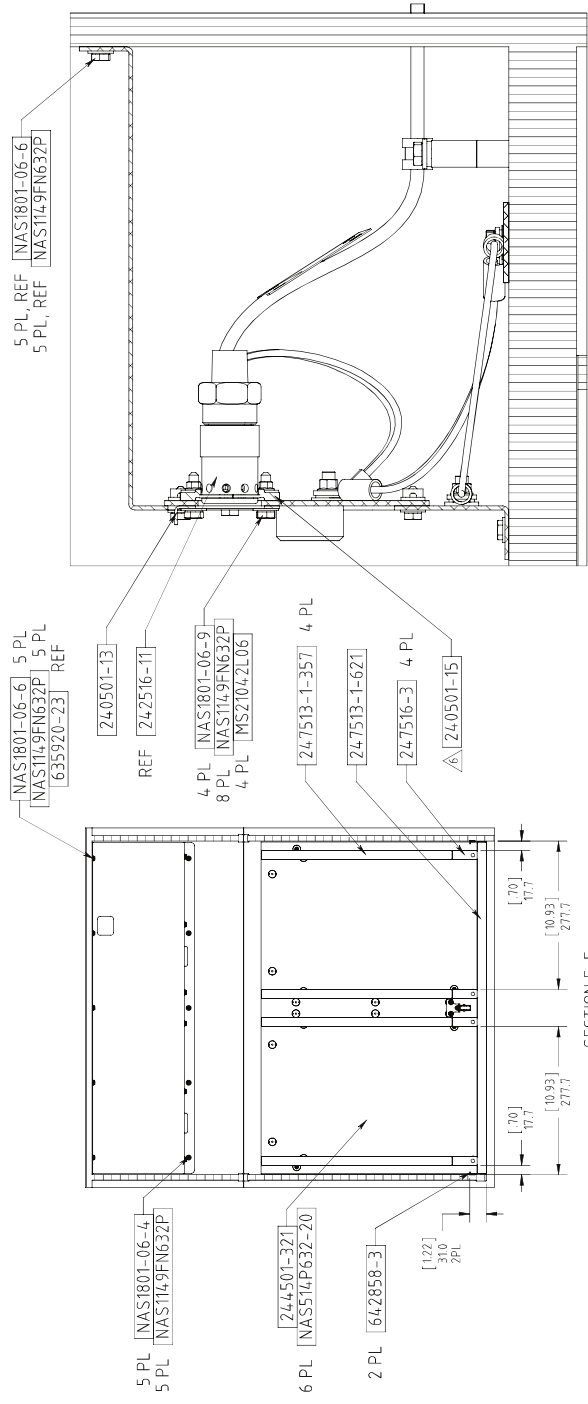 5 PL NAS1801-06-4
5 PL NAS1149FN632P
244501-321
6 PL NAS514P632-20
2 PL 642858-3
[1.22]
31.0
2PL
[.70]
17.7
[10.93]
277.7
[10.93]
277.7
[.70]
17.7
SECTION E-E
NAS1801-06-6 5 PL
NAS1149FN632P 5 PL
635920-23 REF
240501-13
REF 242516-11
4 PL NAS1801-06-9
8 PL NAS1149FN632P
4 PL MS21042L06
247513-1-357 4 PL
247513-1-621
247516-3 4 PL
6 240501-15
5 PL, REF NAS1801-06-6
5 PL, REF NAS1149FN632P